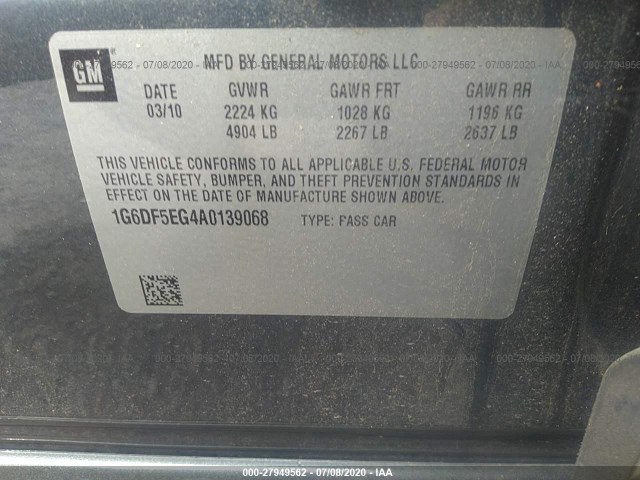 GM
MFD BY GENERAL MOTORS LLC
DATE GVWR GAWR FRT GAWR RR
03/10 2224 KG 1028 KG 1196 KG
4904 LB 2267 LB 2637 LB
THIS VEHICLE CONFORMS TO ALL APPLICABLE U.S. FEDERAL MOTOR
VEHICLE SAFETY, BUMPER, AND THEFT PREVENTION STANDARDS IN
EFFECT ON THE DATE OF MANUFACTURE SHOWN ABOVE.
1G6DF5EG4A0139068 TYPE: PASS CAR
000-27949562 - 07/08/2020 - IAA